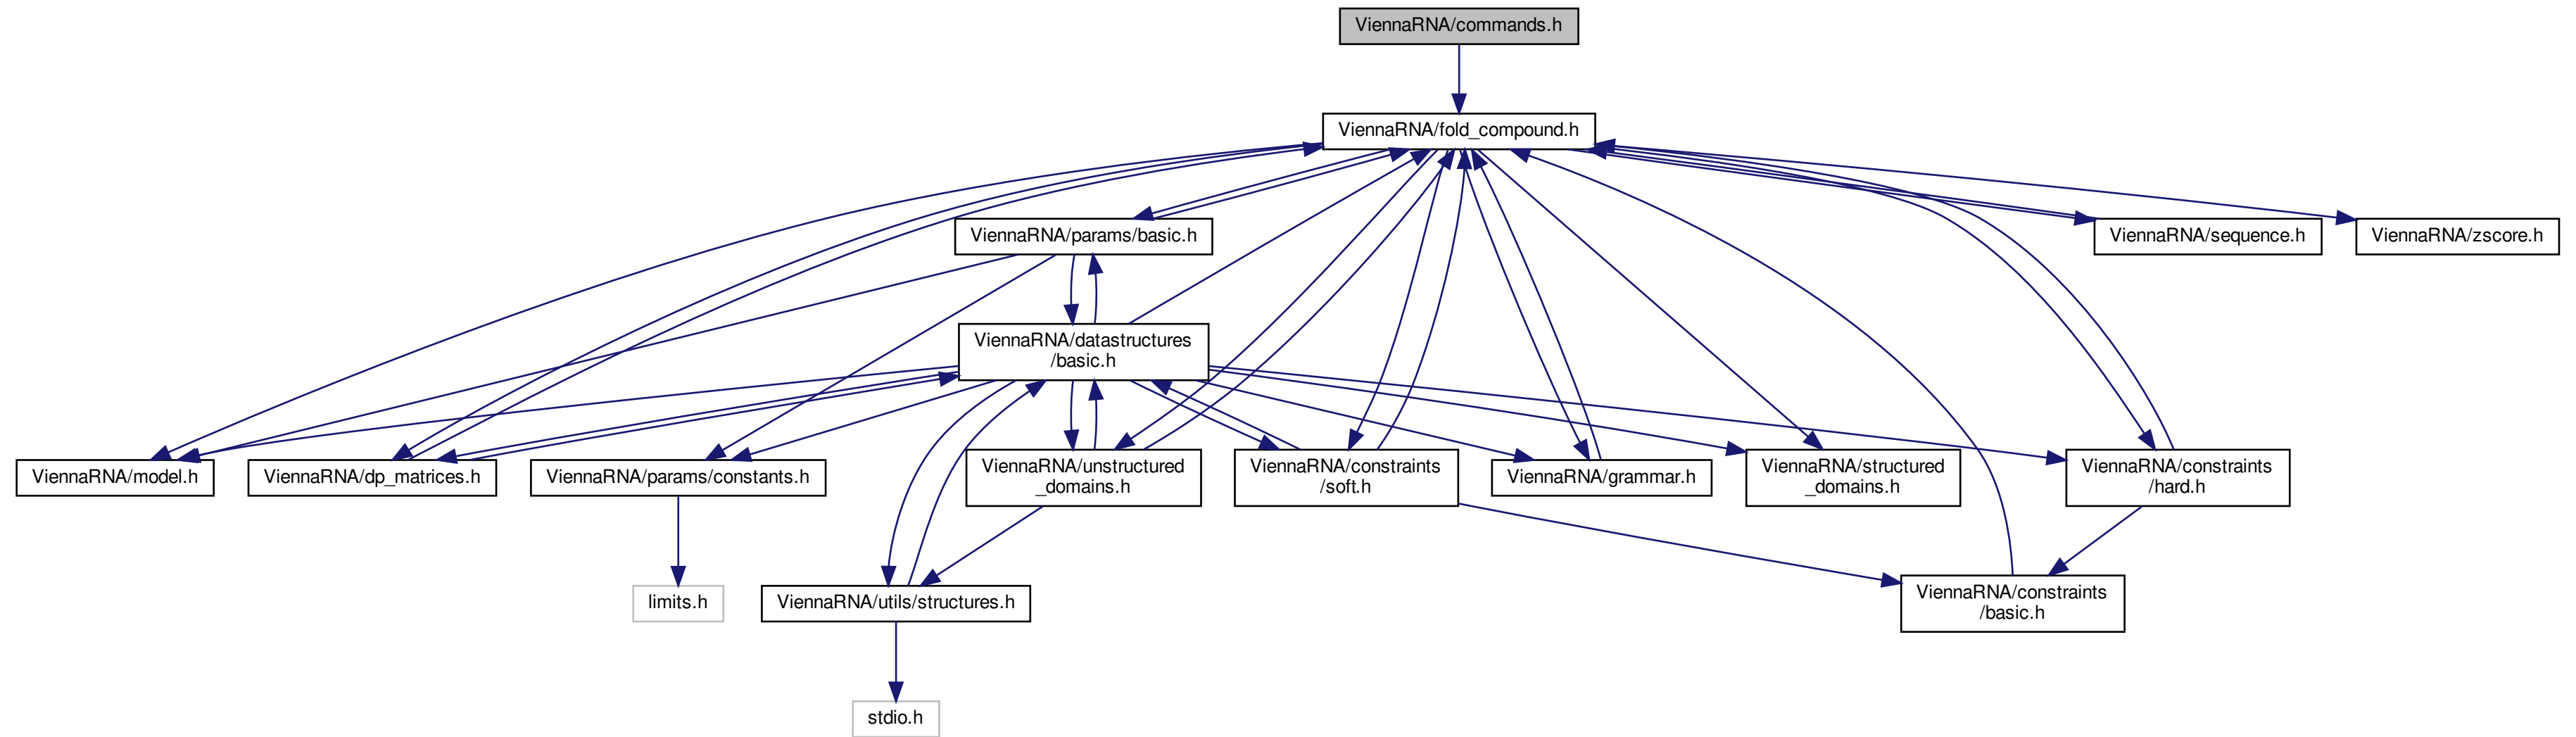 ViennaRNA/commands.h
ViennaRNA/fold_compound.h
ViennaRNA/params/basic.h
ViennaRNA/sequence.h
ViennaRNA/zscore.h
ViennaRNA/datastructures
/basic.h
ViennaRNA/model.h
ViennaRNA/dp_matrices.h
ViennaRNA/params/constants.h
ViennaRNA/unstructured
_domains.h
ViennaRNA/constraints
/soft.h
ViennaRNA/grammar.h
ViennaRNA/structured
_domains.h
ViennaRNA/constraints
/hard.h
limits.h
ViennaRNA/utils/structures.h
ViennaRNA/constraints
/basic.h
stdio.h